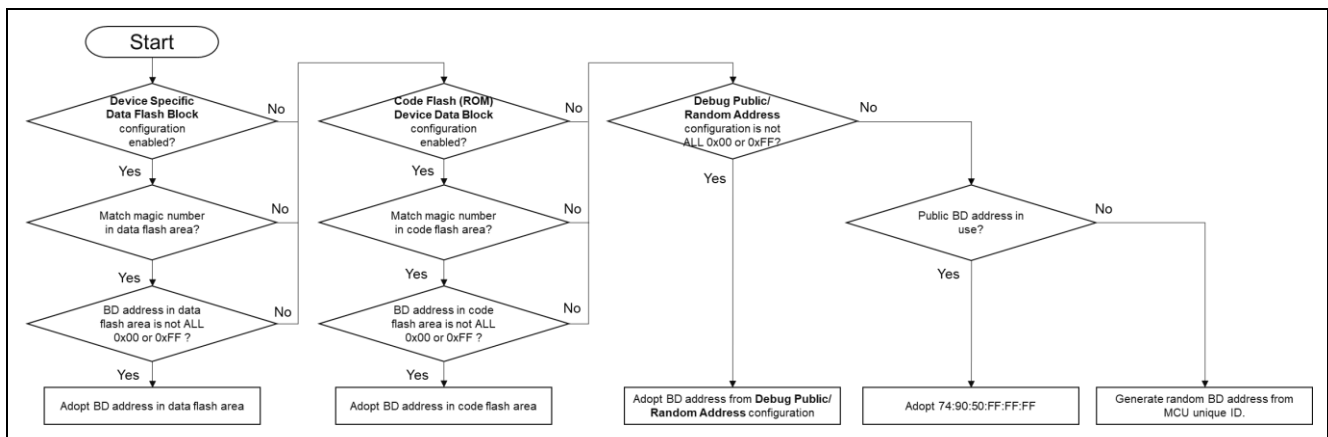 Start
Device Specific
Data Flash Block
configuration
enabled?
No
Yes
Match magic number
in data flash area?
No
Yes
BD address in data
flash area is not ALL
0x00 or 0xFF ?
No
Yes
Adopt BD address in data flash area
Code Flash (ROM)
Device Data Block
configuration
enabled?
No
Yes
Match magic number
in code flash area?
No
Yes
BD address in code
flash area is not ALL
0x00 or 0xFF ?
No
Yes
Adopt BD address in code flash area
Debug Public/
Random Address
configuration is not
ALL 0x00 or 0xFF?
No
Yes
Adopt BD address from Debug Public/
Random Address configuration
Public BD address in
use?
No
Yes
Adopt 74:90:50:FF:FF:FF
Generate random BD address from
MCU unique ID.